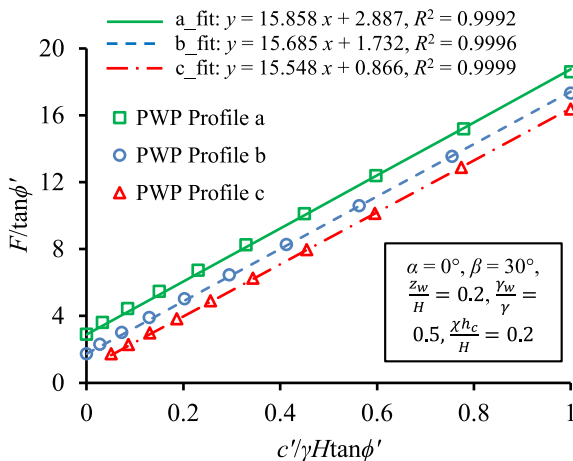 a_fit: y = 15.858 x + 2.887, R² = 0.9992
b_fit: y = 15.685 x + 1.732, R² = 0.9996
c_fit: y = 15.548 x + 0.866, R² = 0.9999
20
16
12
8
4
0
F/tanϕ′
PWP Profile a
PWP Profile b
PWP Profile c
α = 0°, β = 30°,
z_w/H = 0.2, γ_w/γ =
0.5, χh_c/H = 0.2
0 0.2 0.4 0.6 0.8 1
c′/γHtanϕ′